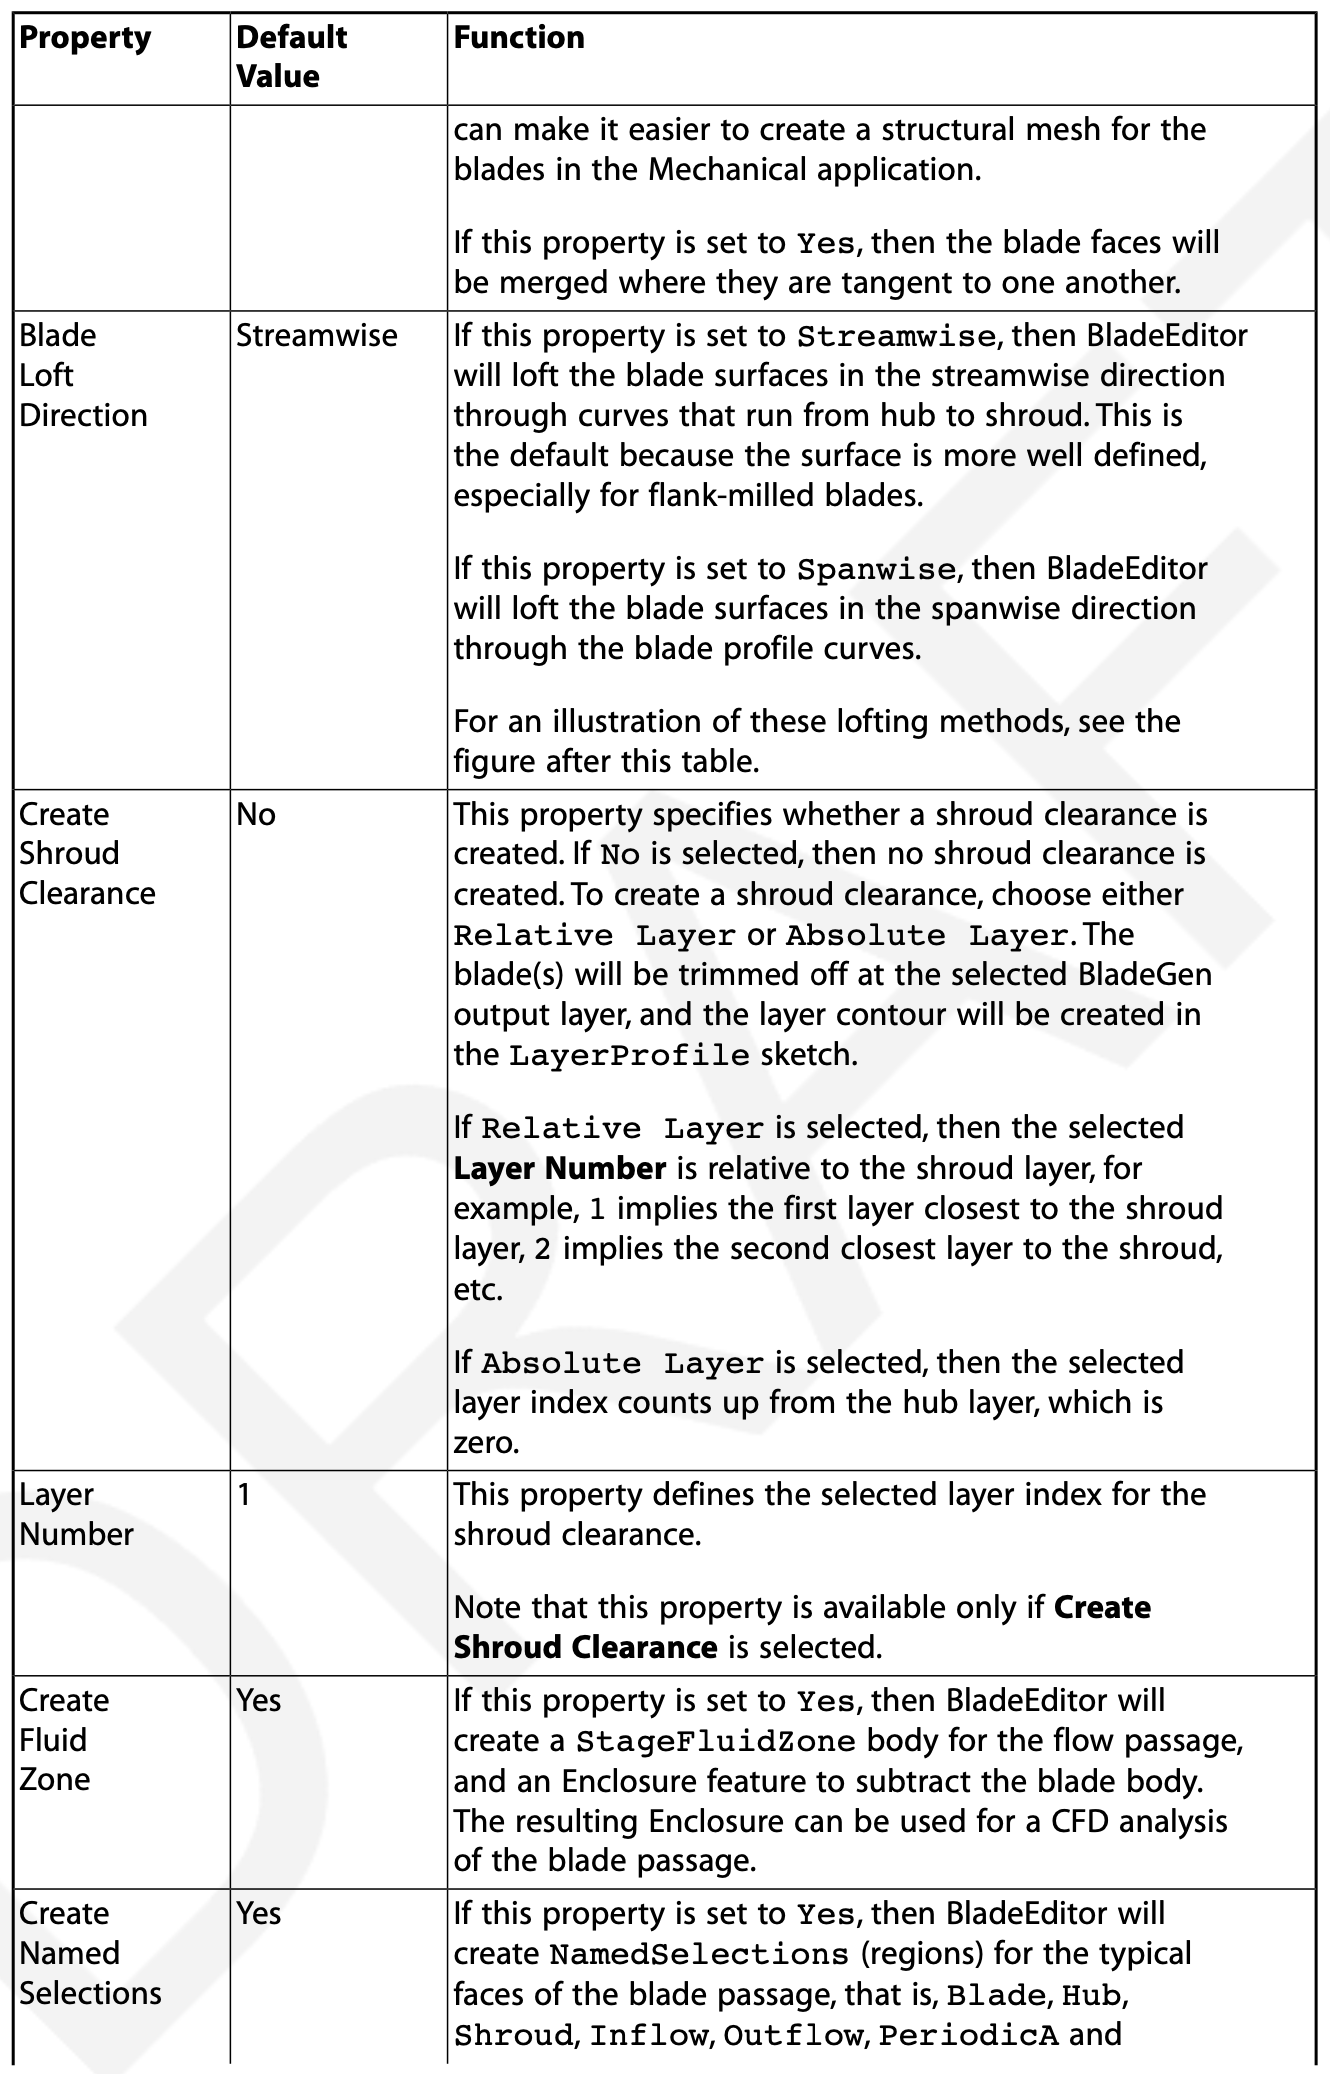 Property
Default
Value
Function
can make it easier to create a structural mesh for the
blades in the Mechanical application.
If this property is set to Yes, then the blade faces will
be merged where they are tangent to one another.
Blade
Loft
Direction
Streamwise
If this property is set to Streamwise, then BladeEditor
will loft the blade surfaces in the streamwise direction
through curves that run from hub to shroud. This is
the default because the surface is more well defined,
especially for flank-milled blades.
If this property is set to Spanwise, then BladeEditor
will loft the blade surfaces in the spanwise direction
through the blade profile curves.
For an illustration of these lofting methods, see the
figure after this table.
Create
Shroud
Clearance
No
This property specifies whether a shroud clearance is
created. If No is selected, then no shroud clearance is
created. To create a shroud clearance, choose either
Relative Layer or Absolute Layer. The
blade(s) will be trimmed off at the selected BladeGen
output layer, and the layer contour will be created in
the LayerProfile sketch.
If Relative Layer is selected, then the selected
Layer Number is relative to the shroud layer, for
example, 1 implies the first layer closest to the shroud
layer, 2 implies the second closest layer to the shroud,
etc.
If Absolute Layer is selected, then the selected
layer index counts up from the hub layer, which is
zero.
Layer
Number
1
This property defines the selected layer index for the
shroud clearance.
Note that this property is available only if Create
Shroud Clearance is selected.
Create
Fluid
Zone
Yes
If this property is set to Yes, then BladeEditor will
create a StageFluidZone body for the flow passage,
and an Enclosure feature to subtract the blade body.
The resulting Enclosure can be used for a CFD analysis
of the blade passage.
Create
Named
Selections
Yes
If this property is set to Yes, then BladeEditor will
create NamedSelections (regions) for the typical
faces of the blade passage, that is, Blade, Hub,
Shroud, Inflow, Outflow, PeriodicA and
DRAFT